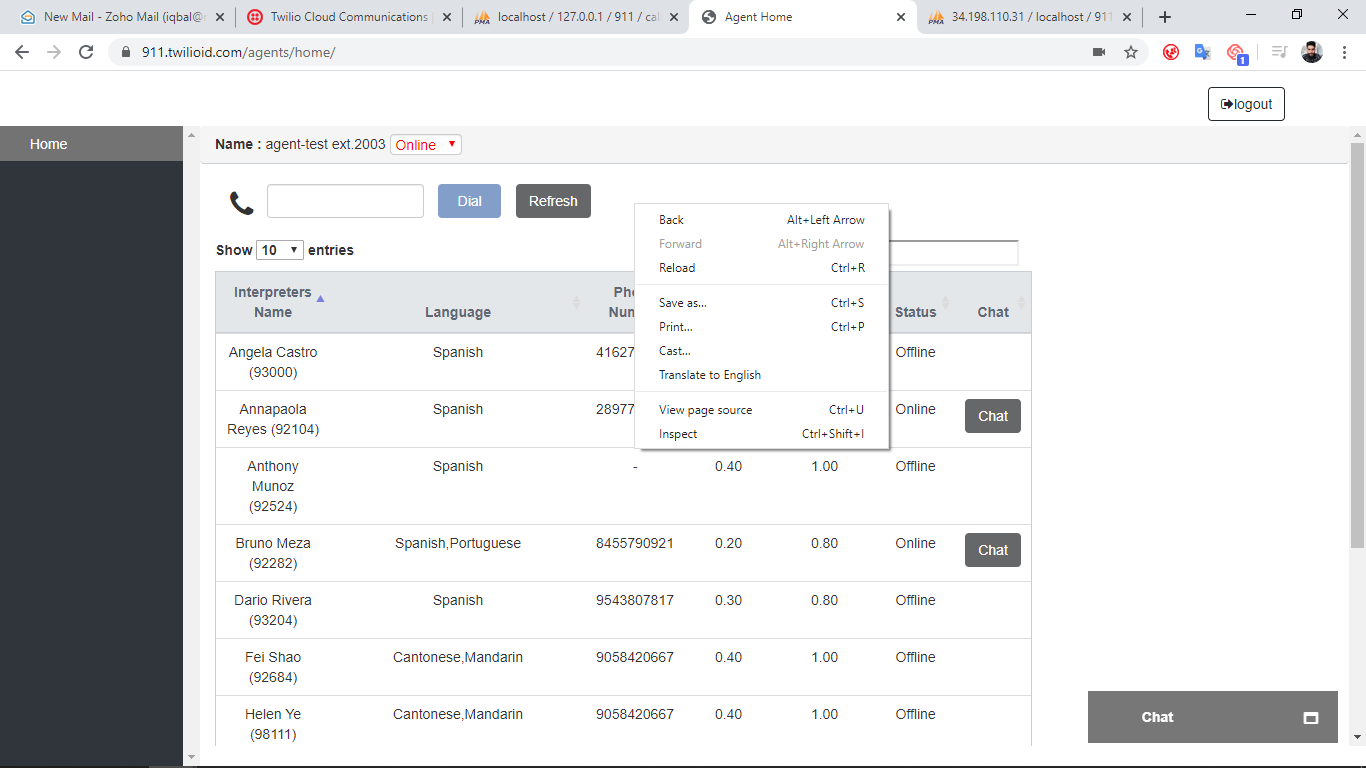 New Mail - Zoho Mail (iqbal@
Twilio Cloud Communications
localhost / 127.0.0.1 / 911 / cal
Agent Home
34.198.110.31 / localhost / 911
911.twilioid.com/agents/home/
1
logout
Home
Name : agent-test ext.2003 Online
Dial
Refresh
Show 10 entries
Back Alt+Left Arrow
Forward Alt+Right Arrow
Reload Ctrl+R
Save as... Ctrl+S
Print... Ctrl+P
Cast...
Translate to English
View page source Ctrl+U
Inspect Ctrl+Shift+I
Interpreters
Name
Language
Pho
Num
Status
Chat
Angela Castro
(93000)
Spanish
41627
Offline
Annapaola
Reyes (92104)
Spanish
28977
Online
Chat
Anthony
Munoz
(92524)
Spanish
-
0.40
1.00
Offline
Bruno Meza
(92282)
Spanish,Portuguese
8455790921
0.20
0.80
Online
Chat
Dario Rivera
(93204)
Spanish
9543807817
0.30
0.80
Offline
Fei Shao
(92684)
Cantonese,Mandarin
9058420667
0.40
1.00
Offline
Helen Ye
(98111)
Cantonese,Mandarin
9058420667
0.40
1.00
Offline
Chat